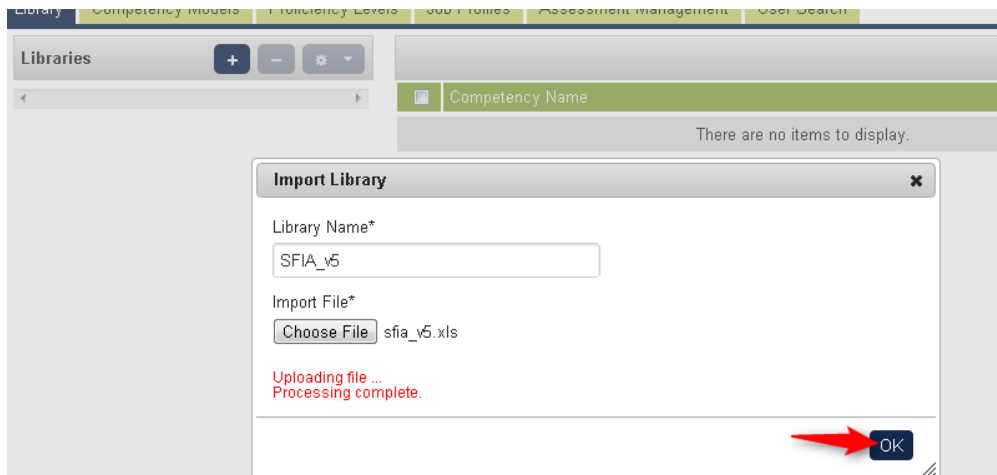 Library Competency Models Proficiency Levels Job Profiles Assessment Management User Search
Libraries
Competency Name
There are no items to display.
Import Library
Library Name*
SFIA_v5
Import File*
Choose File sfia_v5.xls
Uploading file ...
Processing complete.
OK